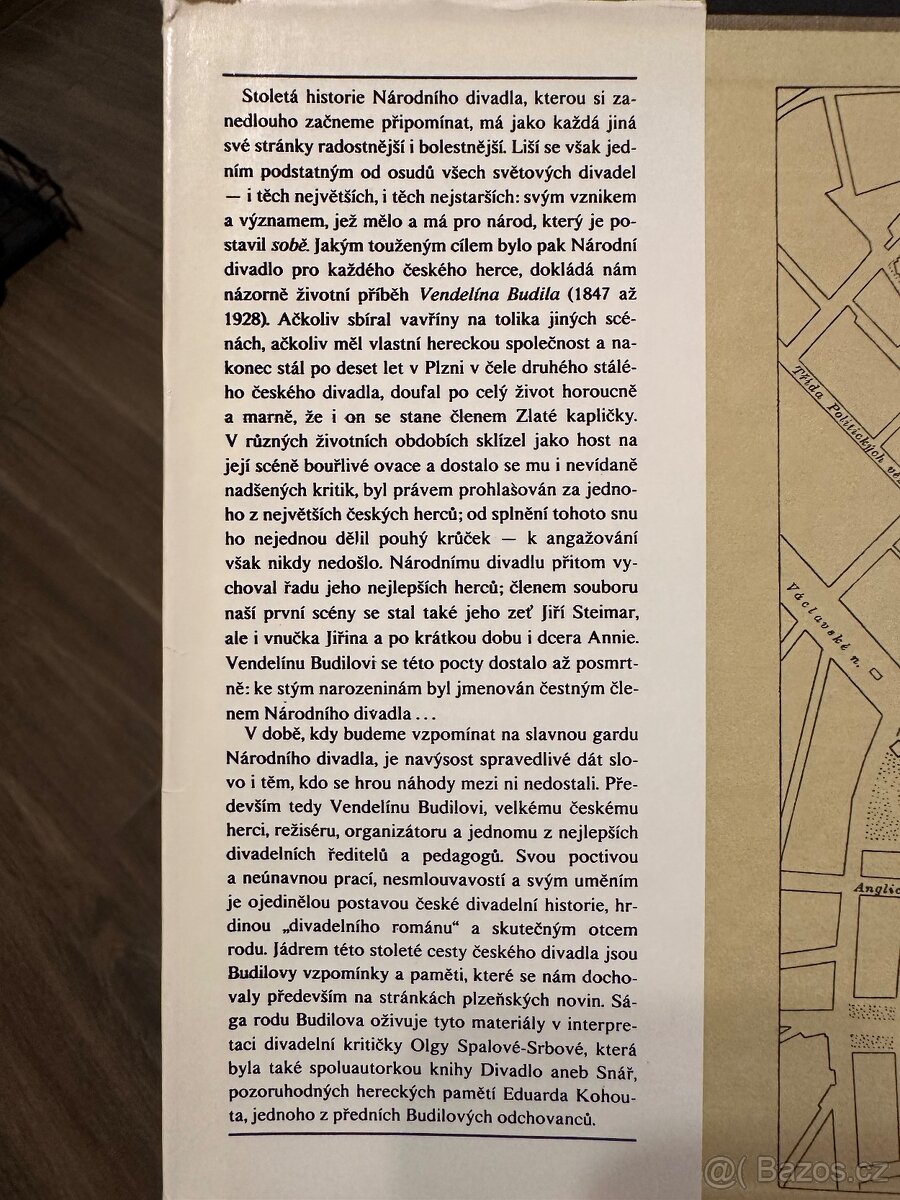 Stoletá historie Národního divadla, kterou si za-
nedlouho začneme připomínat, má jako každá jiná
své stránky radostnější i bolestnější. Liší se však jed-
ním podstatným od osudů všech světových divadel
— i těch největších, i těch nejstarších: svým vznikem
a významem, jež mělo a má pro národ, který je po-
stavil sobě. Jakým touženým cílem bylo pak Národní
divadlo pro každého českého herce, dokládá nám
názorně životní příběh Vendelína Budila (1847 až
1928). Ačkoliv sbíral vavříny na tolika jiných scé-
nách, ačkoliv měl vlastní hereckou společnost a na-
konec stál po deset let v Plzni v čele druhého stálé-
ho českého divadla, doufal po celý život horoucně
a marně, že i on se stane členem Zlaté kapličky.
V různých životních obdobích sklízel jako host na
její scéně bouřlivé ovace a dostalo se mu i nevídaně
nadšených kritik, byl právem prohlašován za jedno-
ho z největších českých herců; od splnění tohoto snu
ho nejednou dělil pouhý krůček — k angažování
však nikdy nedošlo. Národnímu divadlu přitom vy-
choval řadu jeho nejlepších herců; členem souboru
naší první scény se stal také jeho zeť Jiří Steimar,
ale i vnučka Jiřina a po krátkou dobu i dcera Annie.
Vendelínu Budilovi se této pocty dostalo až posmrt-
ně: ke stým narozeninám byl jmenován čestným čle-
nem Národního divadla...
V době, kdy budeme vzpomínat na slavnou gardu
Národního divadla, je navýsost spravedlivé dát slo-
vo i těm, kdo se hrou náhody mezi ni nedostali. Pře-
devším tedy Vendelínu Budilovi, velkému českému
herci, režiséru, organizátoru a jednomu z nejlepších
divadelních ředitelů a pedagogů. Svou poctivou
a neúnavnou prací, nesmlouvavostí a svým uměním
je ojedinělou postavou české divadelní historie, hr-
dinou „divadelního románu“ a skutečným otcem
rodu. Jádrem této stoleté cesty českého divadla jsou
Budilovy vzpomínky a paměti, které se nám docho-
valy především na stránkách plzeňských novin. Sá-
ga rodu Budilova oživuje tyto materiály v interpre-
taci divadelní kritičky Olgy Spalové-Srbové, která
byla také spoluautorkou knihy Divadlo aneb Snář,
pozoruhodných hereckých pamětí Eduarda Kohou-
ta, jednoho z předních Budilových odchovanců.
Třída Politických
Václavské n.
@( Bazos.cz